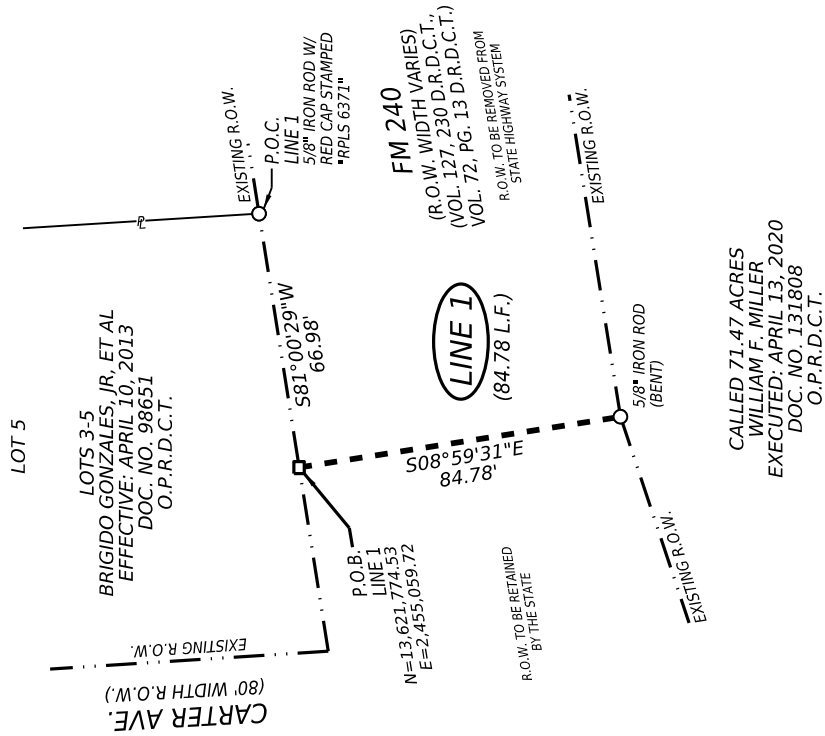 LOT 5
LOTS 3-5
BRIGIDO GONZALES, JR, ET AL
EFFECTIVE: APRIL 10, 2013
DOC. NO. 98651
O.P.R.D.C.T.
EXISTING R.O.W.
P.O.C.
LINE 1
5/8" IRON ROD W/
RED CAP STAMPED
"RPLS 6371"
FM 240
(R.O.W. WIDTH VARIES)
(VOL. 127, 230 D.R.D.C.T.,
VOL. 72, PG. 13 D.R.D.C.T.)
R.O.W. TO BE REMOVED FROM
STATE HIGHWAY SYSTEM
EXISTING R.O.W.
PL
S81°00'29"W
66.98'
LINE 1
(84.78 L.F.)
5/8" IRON ROD
(BENT)
S08°59'31"E
84.78'
P.O.B.
LINE 1
N=13,621,774.53
E=2,455,059.72
R.O.W. TO BE RETAINED
BY THE STATE
EXISTING R.O.W.
CALLED 71.47 ACRES
WILLIAM F. MILLER
EXECUTED: APRIL 13, 2020
DOC. NO. 131808
O.P.R.D.C.T.
EXISTING R.O.W.
(80' WIDTH R.O.W.)
CARTER AVE.